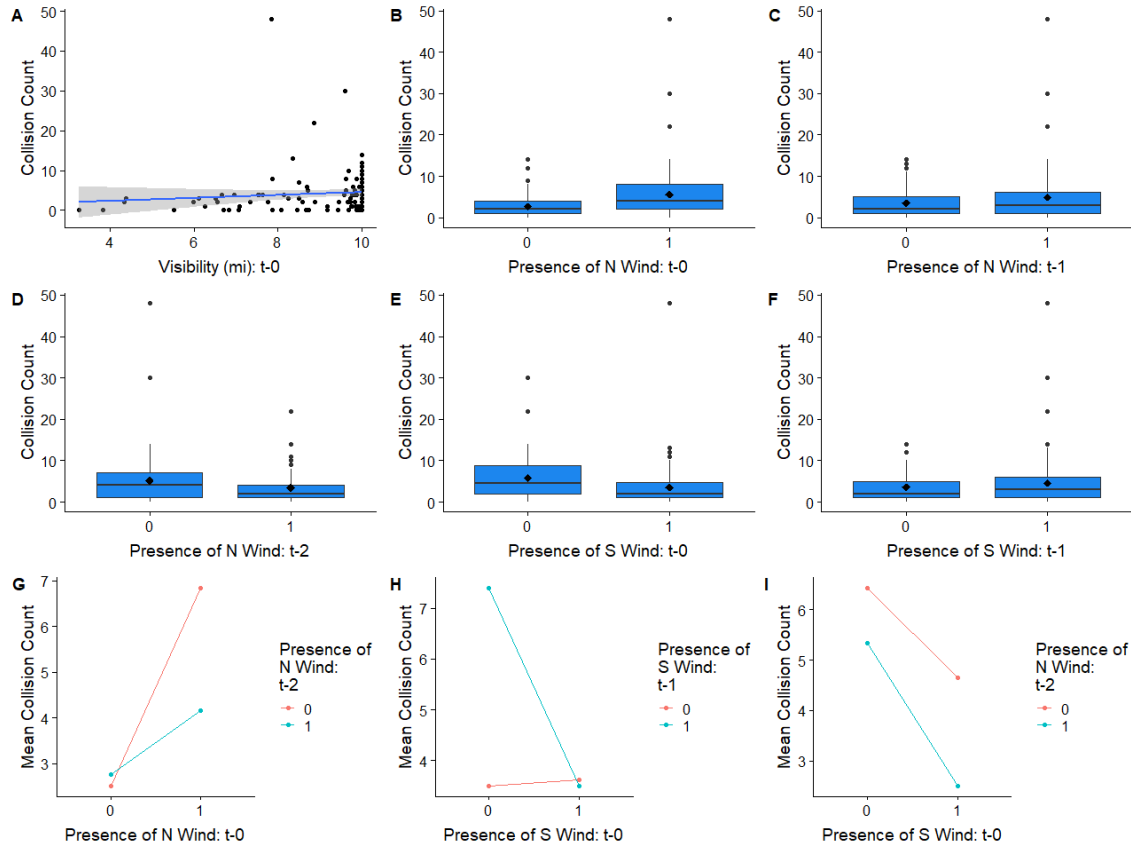 A
Collision Count
50
40
30
20
10
0
4 6 8 10
Visibility (mi): t-0
B
Collision Count
50
40
30
20
10
0
0 1
Presence of N Wind: t-0
C
Collision Count
50
40
30
20
10
0
0 1
Presence of N Wind: t-1
D
Collision Count
50
40
30
20
10
0
0 1
Presence of N Wind: t-2
E
Collision Count
50
40
30
20
10
0
0 1
Presence of S Wind: t-0
F
Collision Count
50
40
30
20
10
0
0 1
Presence of S Wind: t-1
G
Mean Collision Count
7
6
5
4
3
0 1
Presence of N Wind: t-0
Presence of
N Wind:
t-2
0
1
H
Mean Collision Count
7
6
5
4
0 1
Presence of S Wind: t-0
Presence of
S Wind:
t-1
0
1
I
Mean Collision Count
6
5
4
3
0 1
Presence of S Wind: t-0
Presence of
N Wind:
t-2
0
1